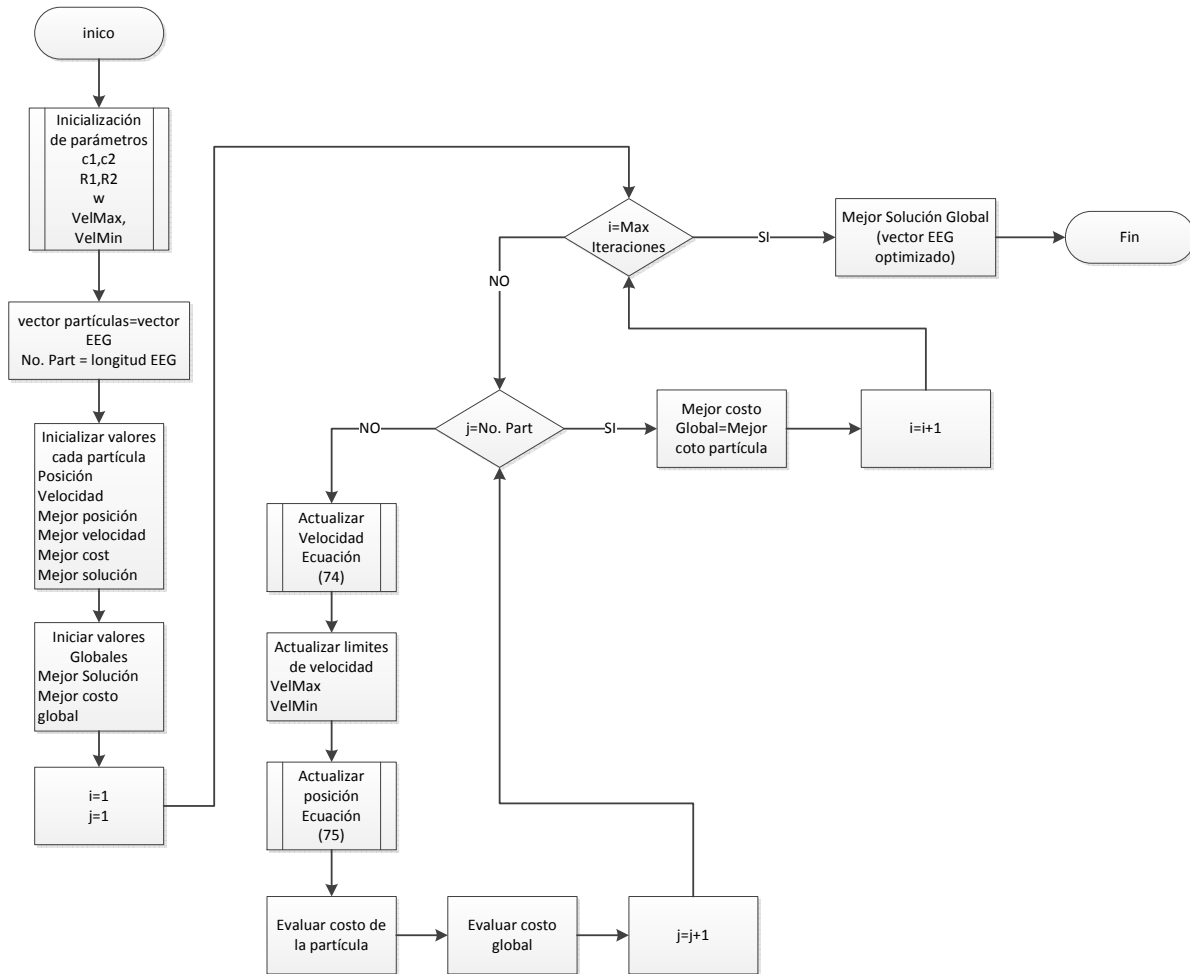 inico
Inicialización
de parámetros
c1,c2
R1,R2
w
VelMax,
VelMin
vector partículas=vector
EEG
No. Part = longitud EEG
Inicializar valores
cada partícula
Posición
Velocidad
Mejor posición
Mejor velocidad
Mejor cost
Mejor solución
Iniciar valores
Globales
Mejor Solución
Mejor costo
global
i=1
j=1
i=Max
Iteraciones
SI
Mejor Solución Global
(vector EEG
optimizado)
Fin
NO
j=No. Part
SI
Mejor costo
Global=Mejor
coto partícula
i=i+1
NO
Actualizar
Velocidad
Ecuación
(74)
Actualizar limites
de velocidad
VelMax
VelMin
Actualizar
posición
Ecuación
(75)
Evaluar costo de
la partícula
Evaluar costo
global
j=j+1